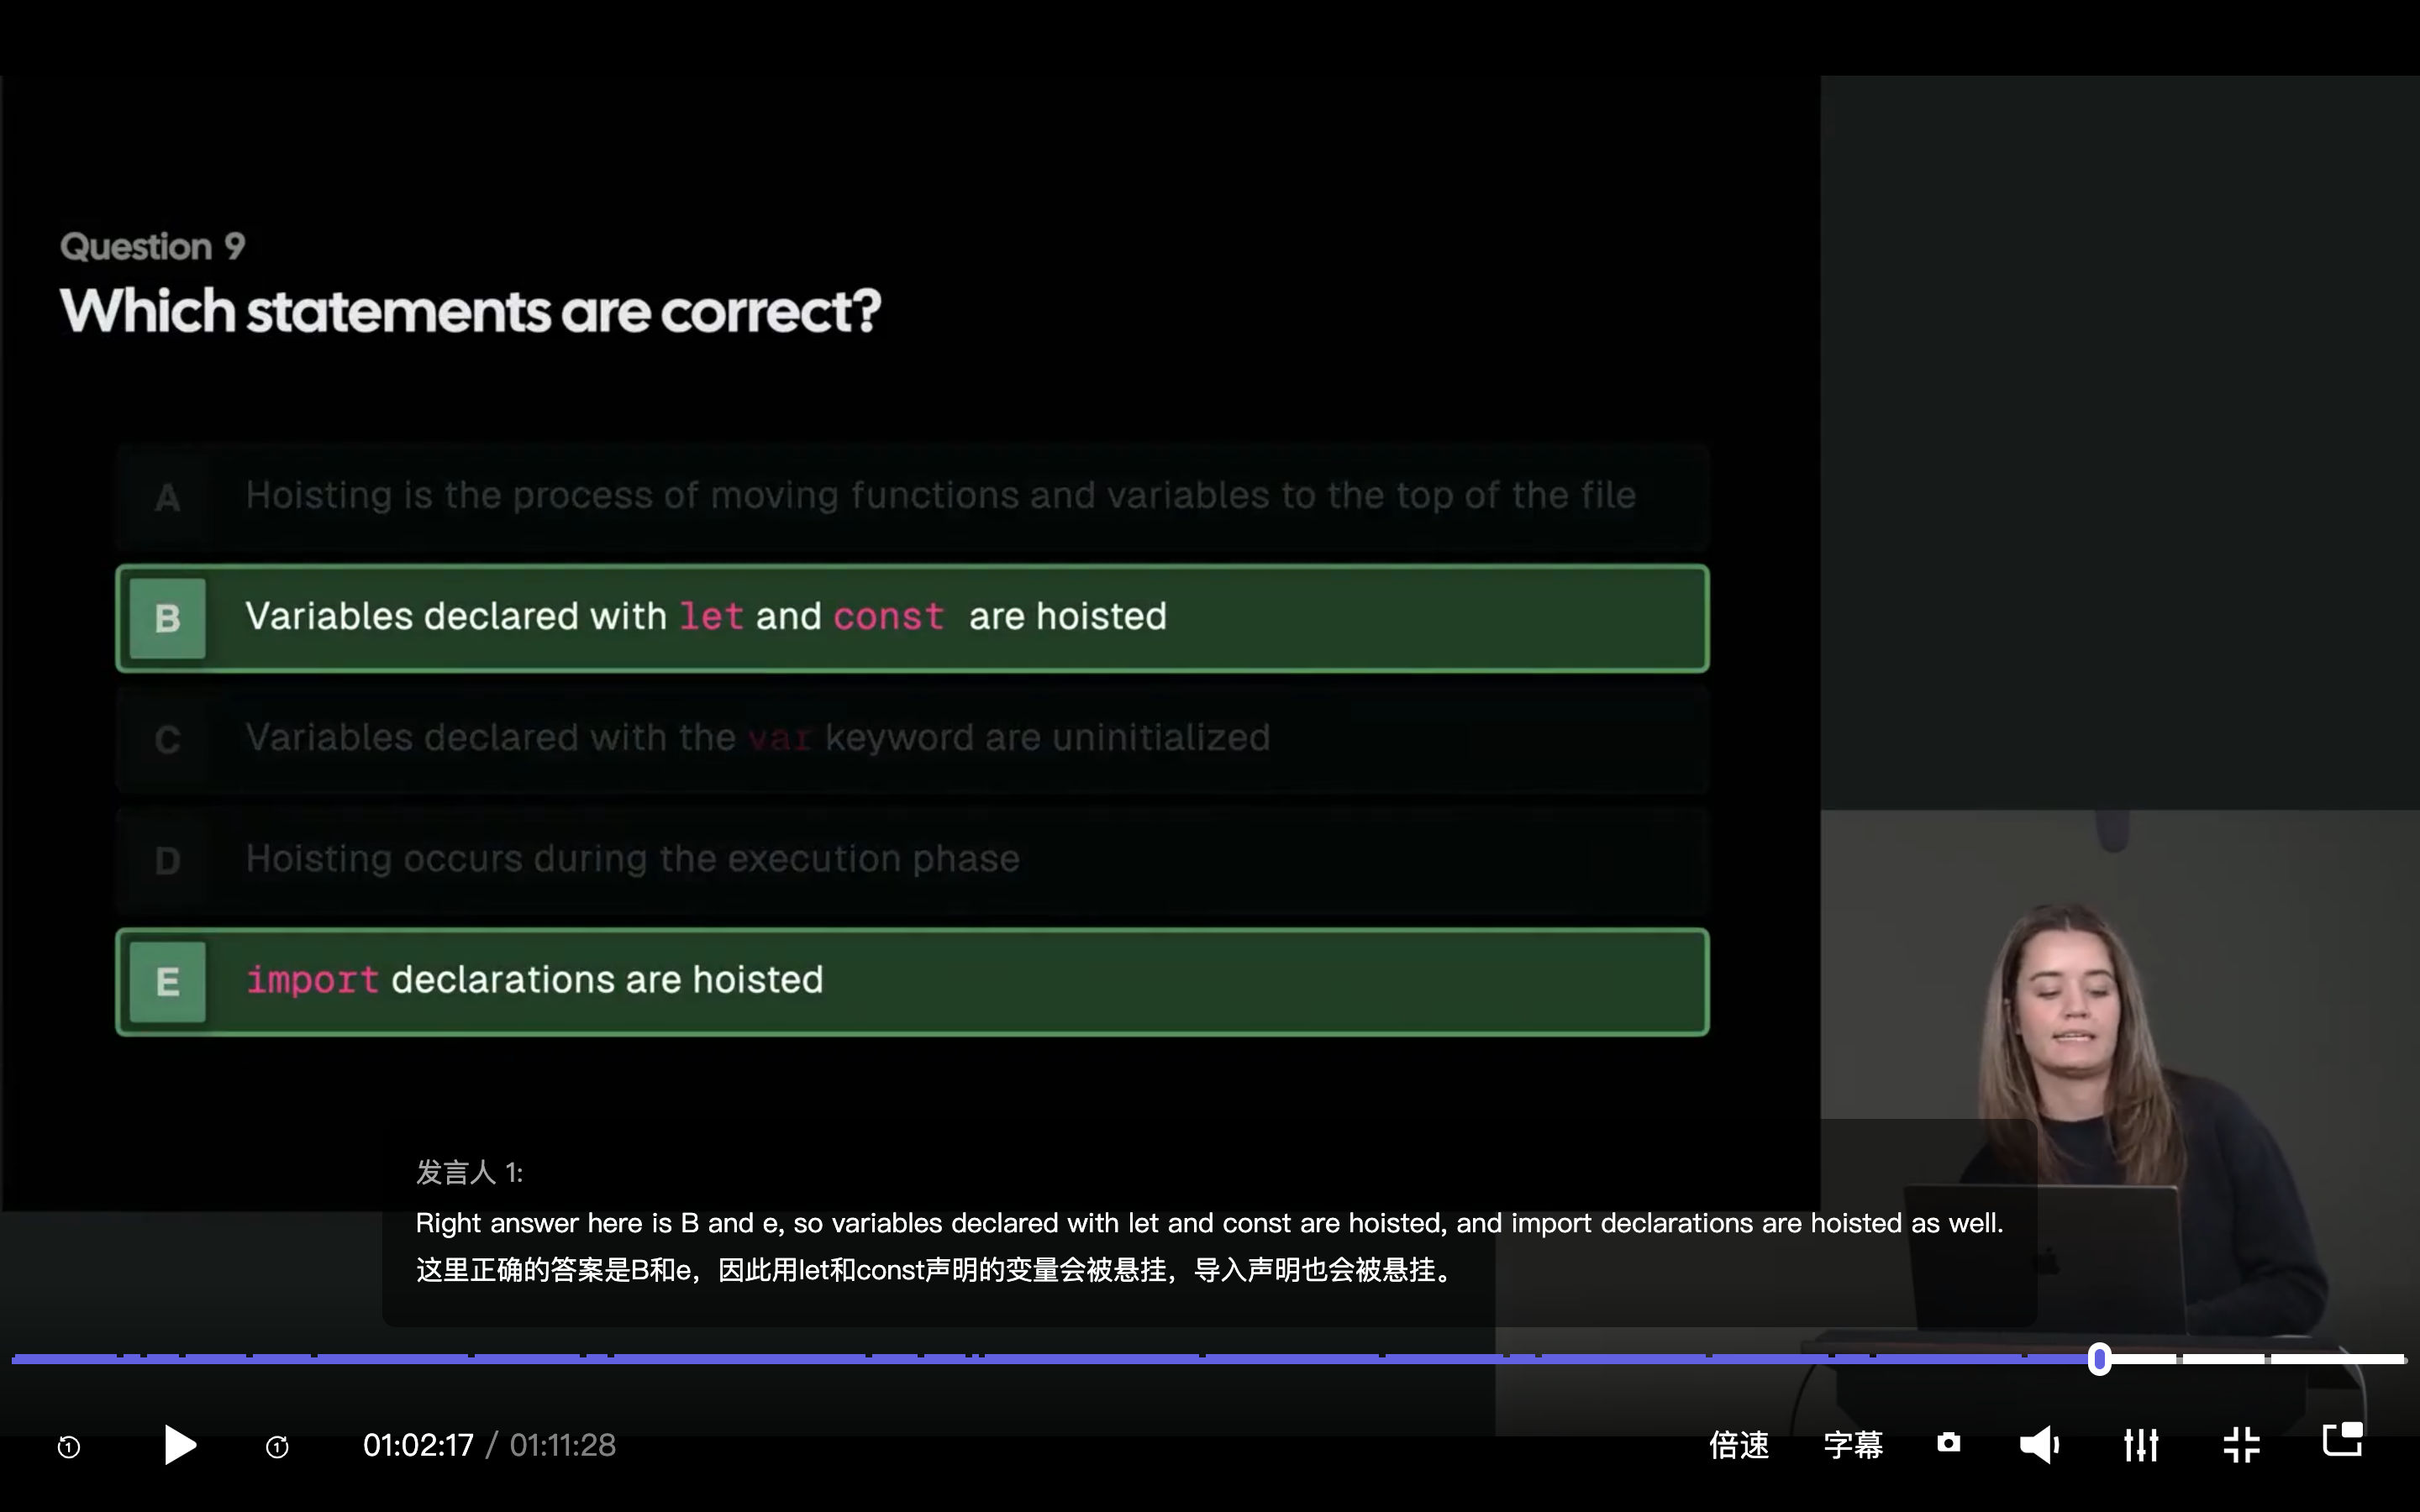 Question 9
Which statements are correct?
A Hoisting is the process of moving functions and variables to the top of the file
B Variables declared with let and const are hoisted
C Variables declared with the var keyword are uninitialized
D Hoisting occurs during the execution phase
E import declarations are hoisted
发言人 1:
Right answer here is B and e, so variables declared with let and const are hoisted, and import declarations are hoisted as well.
这里正确的答案是B和e，因此用let和const声明的变量会被悬挂，导入声明也会被悬挂。
1 1 01:02:17 / 01:11:28 倍速 字幕